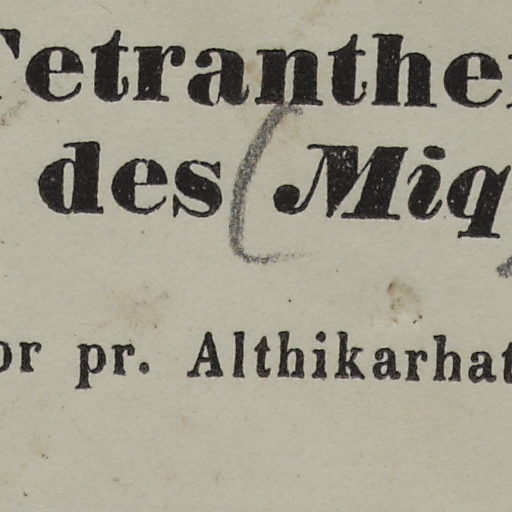 Tetranthe
des Miq
or pr. Althikarhat